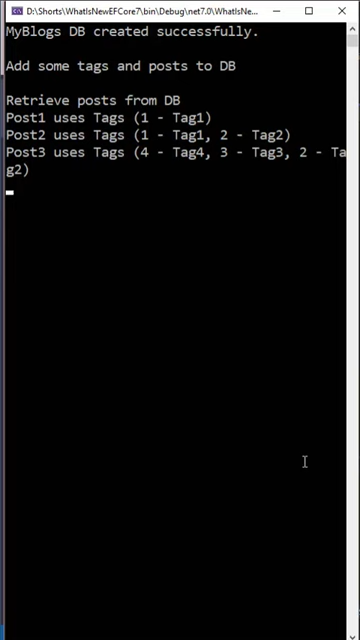 D:\Shorts\WhatIsNewEFCore7\bin\Debug\net7.0\WhatIsNe...
MyBlogs DB created successfully.
Add some tags and posts to DB
Retrieve posts from DB
Post1 uses Tags (1 - Tag1)
Post2 uses Tags (1 - Tag1, 2 - Tag2)
Post3 uses Tags (4 - Tag4, 3 - Tag3, 2 - Ta
g2)